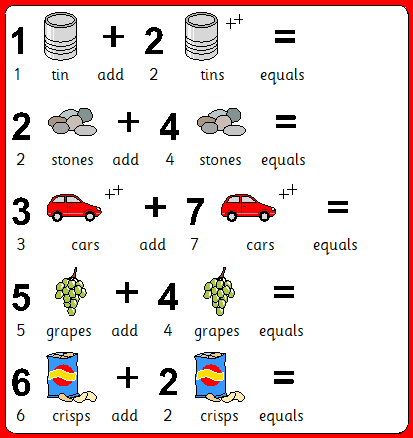 1 + 2 ++ =
1 tin add 2 tins equals
2 + 4 =
2 stones add 4 stones equals
3 ++ + 7 ++ =
3 cars add 7 cars equals
5 + 4 =
5 grapes add 4 grapes equals
6 + 2 =
6 crisps add 2 crisps equals